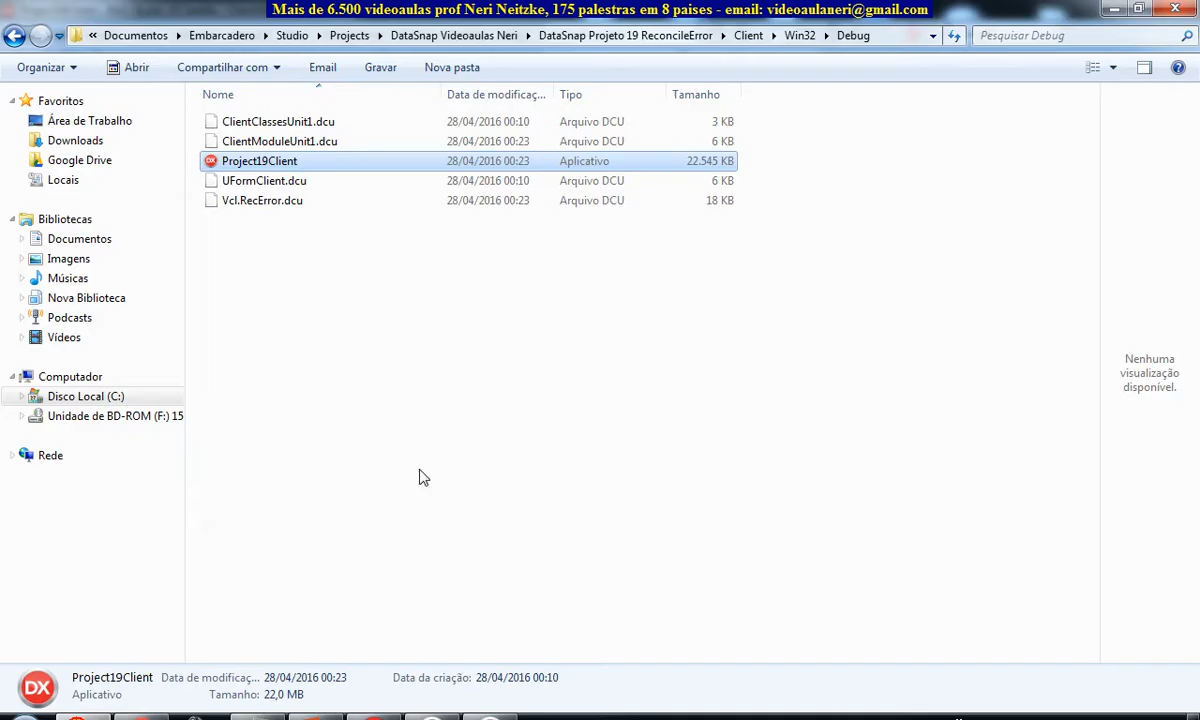 Mais de 6.500 videoaulas prof Neri Neitzke, 175 palestras em 8 paises - email: videoaulaneri@gmail.com
« Documentos Embarcadero Studio Projects DataSnap Videoaulas Neri DataSnap Projeto 19 ReconcileError Client Win32 Debug Pesquisar Debug
Organizar Abrir Compartilhar com Email Gravar Nova pasta
Nome Data de modificaç... Tipo Tamanho
ClientClassesUnit1.dcu 28/04/2016 00:10 Arquivo DCU 3 KB
ClientModuleUnit1.dcu 28/04/2016 00:23 Arquivo DCU 6 KB
Project19Client 28/04/2016 00:23 Aplicativo 22.545 KB
UFormClient.dcu 28/04/2016 00:10 Arquivo DCU 6 KB
Vcl.RecError.dcu 28/04/2016 00:23 Arquivo DCU 18 KB
Favoritos
Área de Trabalho
Downloads
Google Drive
Locais
Bibliotecas
Documentos
Imagens
Músicas
Nova Biblioteca
Podcasts
Vídeos
Computador
Disco Local (C:)
Unidade de BD-ROM (F:) 15
Rede
Nenhuma
visualização
disponível.
DX
Project19Client Data de modificaç... 28/04/2016 00:23 Data da criação: 28/04/2016 00:10
Aplicativo Tamanho: 22,0 MB